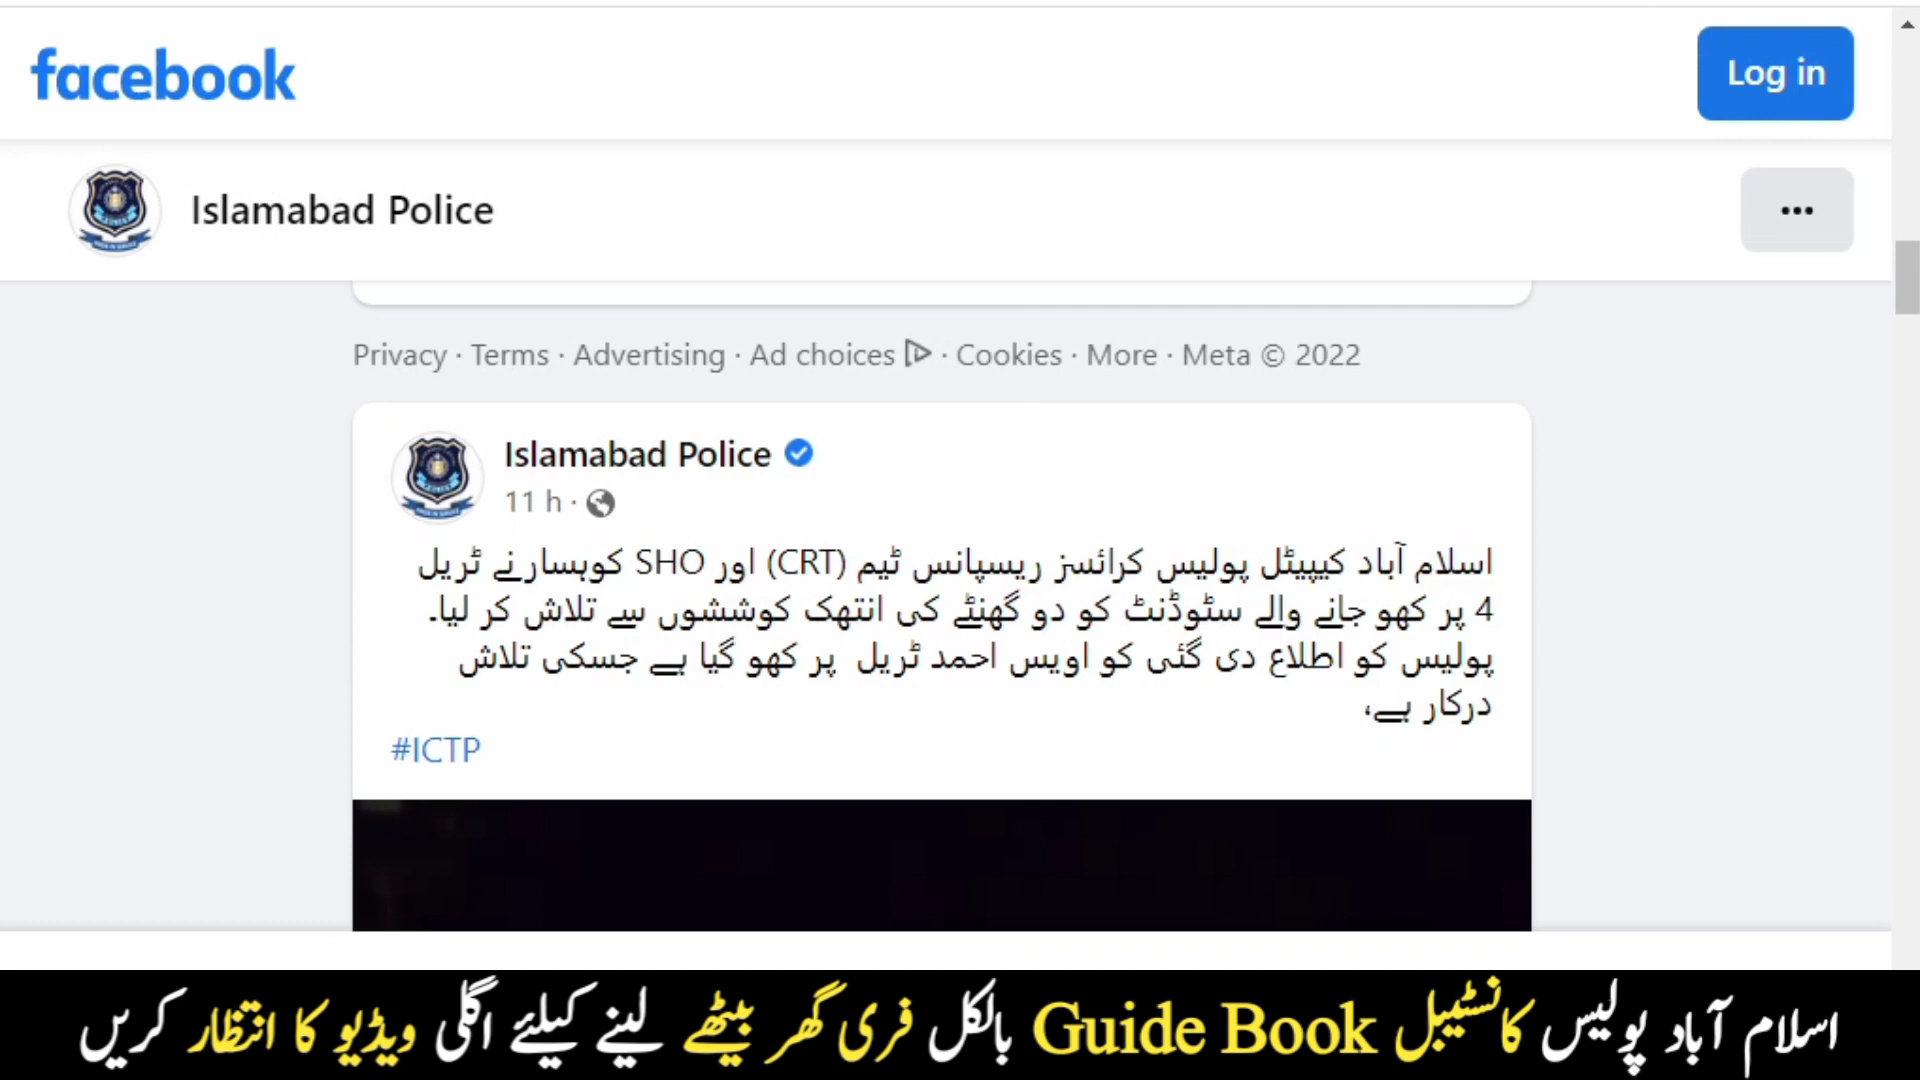 facebook
Log in
Islamabad Police
Privacy · Terms · Advertising · Ad choices · Cookies · More · Meta © 2022
Islamabad Police
11 h ·
اسلام آباد کیپیٹل پولیس کرائسز ریسپانس ٹیم (CRT) اور SHO کوہسارنے ٹریل
4 پر کھو جانے والے سٹوڈنٹ کو دو گھنٹے کی انتھک کوششوں سے تلاش کر لیا۔
پولیس کو اطلاع دی گئی کو اویس احمد ٹریل پر کھو گیا ہے جسکی تلاش
درکار ہے،
#ICTP
اسلام آباد پولیس کانسٹیبل Guide Book بالکل فری گھر بیٹھے لینے کیلئے اگلی ویڈیو کا انتظار کریں